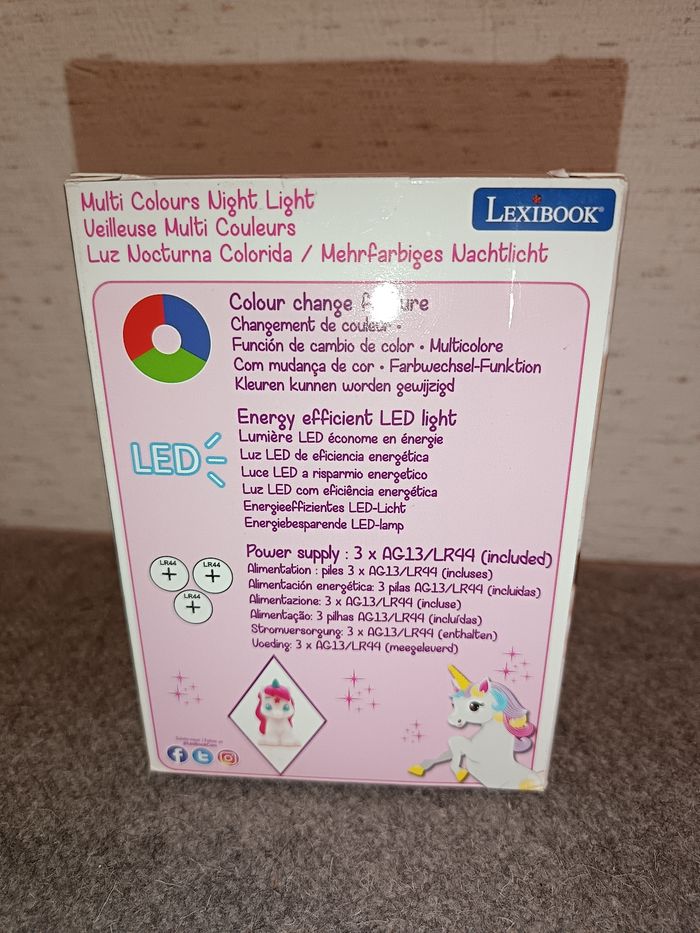 Multi Colours Night Light
Veilleuse Multi Couleurs
Luz Nocturna Colorida / Mehrfarbiges Nachtlicht
LEXIBOOK®
Colour change
Changement de couleur •
Función de cambio de color • Multicolore
Com mudança de cor • Farbwechsel-Funktion
Kleuren kunnen worden gewijzigd
LED
Energy efficient LED light
Lumière LED économe en énergie
Luz LED de eficiencia energética
Luce LED a risparmio energetico
Luz LED com eficiência energética
Energieeffizientes LED-Licht
Energiebesparende LED-lamp
LR44
+
LR44
+
LR44
+
Power supply : 3 x AG13/LR44 (included)
Alimentation : piles 3 x AG13/LR44 (incluses)
Alimentación energética: 3 pilas AG13/LR44 (incluidas)
Alimentazione: 3 x AG13/LR44 (incluse)
Alimentação: 3 pilhas AG13/LR44 (incluídas)
Stromversorgung: 3 x AG13/LR44 (enthalten)
Voeding: 3 x AG13/LR44 (meegeleverd)